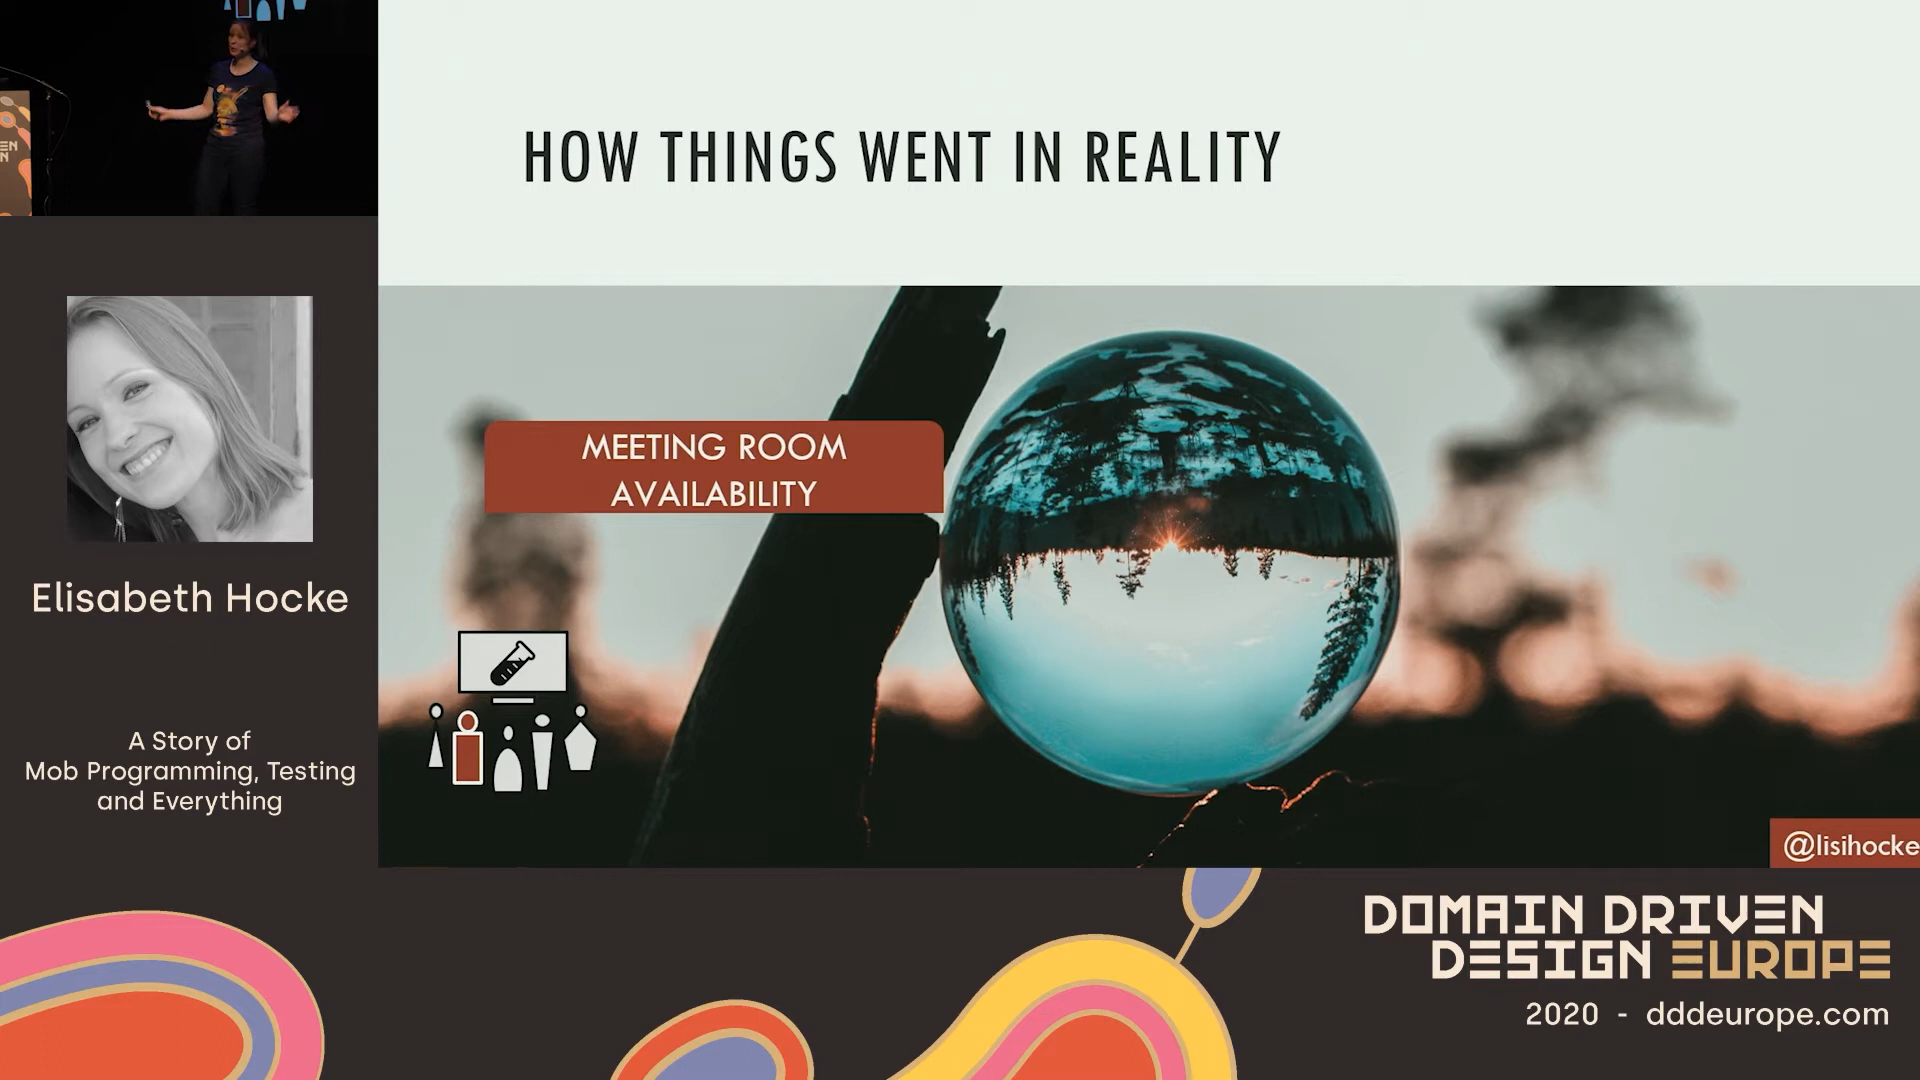 HOW THINGS WENT IN REALITY
MEETING ROOM
AVAILABILITY
@lisihocke
Elisabeth Hocke
A Story of
Mob Programming, Testing
and Everything
DOMAIN DRIVEN
DESIGN EUROPE
2020 - dddeurope.com